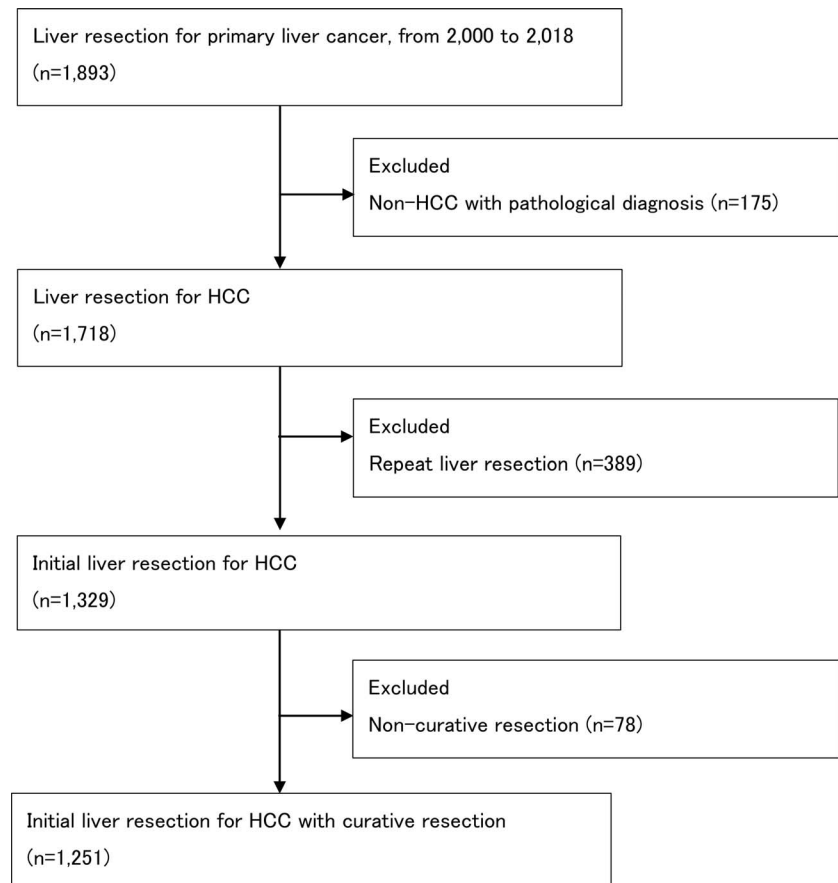 Liver resection for primary liver cancer, from 2,000 to 2,018
(n=1,893)
Excluded
Non-HCC with pathological diagnosis (n=175)
Liver resection for HCC
(n=1,718)
Excluded
Repeat liver resection (n=389)
Initial liver resection for HCC
(n=1,329)
Excluded
Non-curative resection (n=78)
Initial liver resection for HCC with curative resection
(n=1,251)